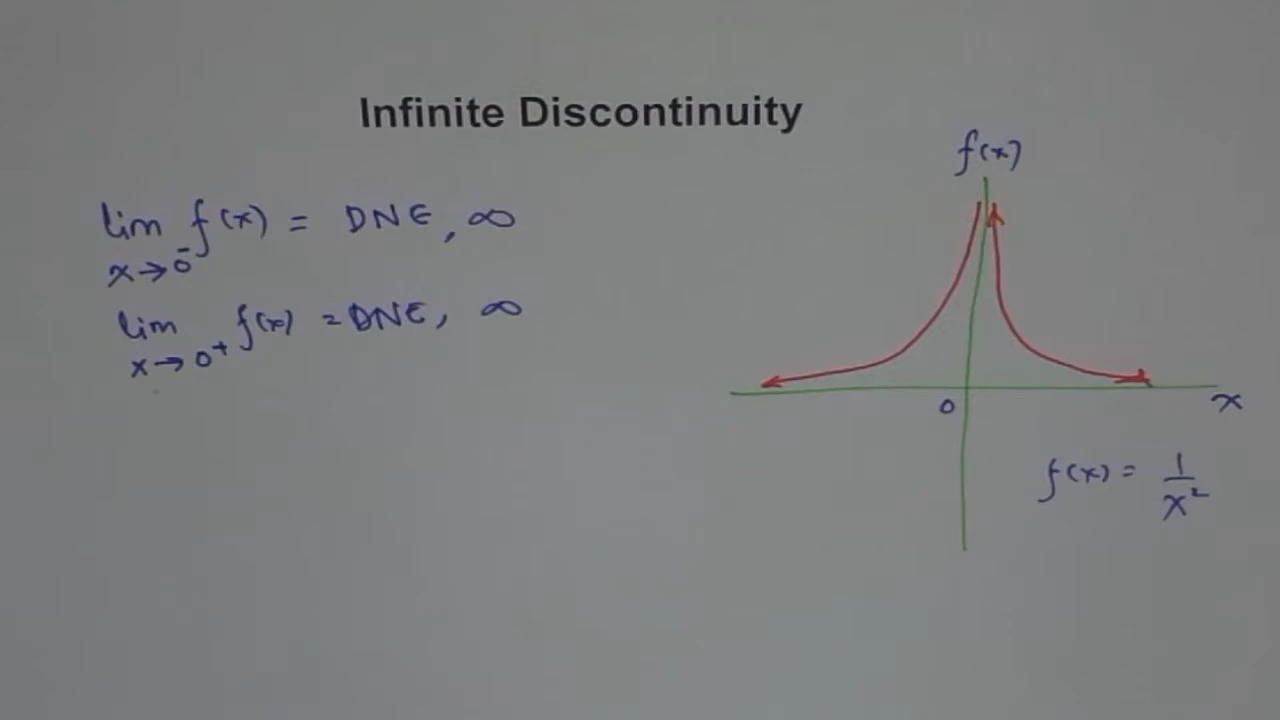 Infinite Discontinuity
lim f(x) = DNE, ∞
x→0⁻
lim f(x) = DNE, ∞
x→0⁺
f(x)
0
x
f(x) = 1/x²